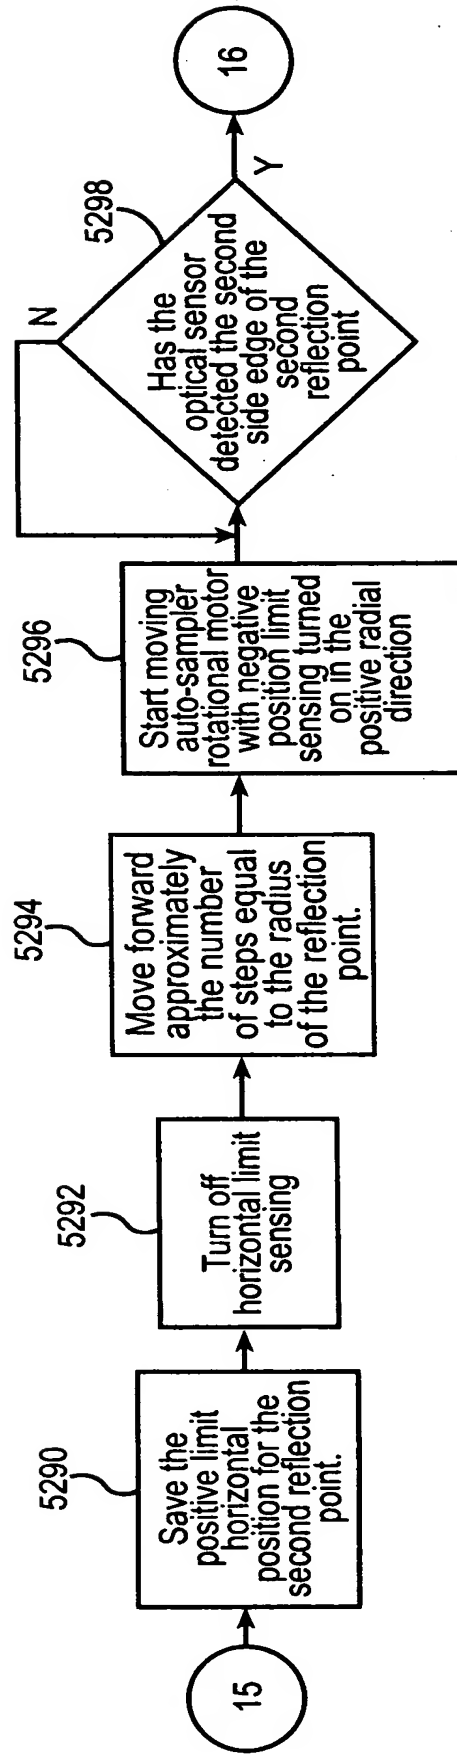 15
5290
Save the
positive limit
horizontal
position for the
second reflection
point.
5292
Turn off
horizontal limit
sensing
5294
Move forward
approximately
the number
of steps equal
to the radius
of the reflection
point.
5296
Start moving
auto-sampler
rotational motor
with negative
position limit
sensing turned
on in the
positive radial
direction
5298
Has the
optical sensor
detected the second
side edge of the
second
reflection
point
N
Y
16